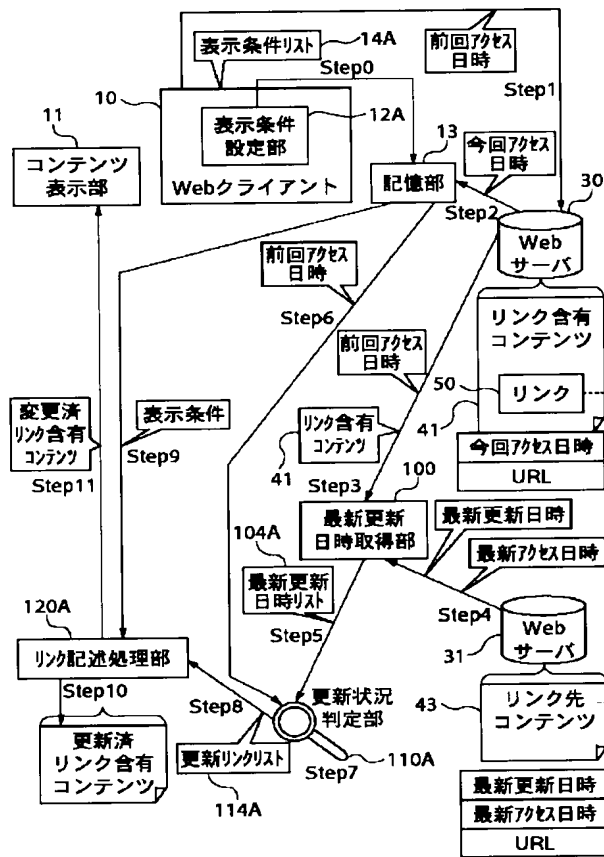 表示条件リスト
14A
前回アクセス
日時
Step0
Step1
10
11
表示条件
設定部
12A
13
今回アクセス
日時
コンテンツ
表示部
Webクライアント
記憶部
30
Step2
Web
サーバ
前回アクセス
日時
Step6
リンク含有
コンテンツ
前回アクセス
日時
50
リンク
変更済
リンク含有
コンテンツ
表示条件
41
リンク含有
コンテンツ
41
今回アクセス日時
URL
Step9
Step11
Step3
100
最新更新
日時取得部
最新更新日時
104A
最新アクセス日時
最新更新
日時リスト
Step4
120A
Step5
31
Web
サーバ
リンク記述処理部
Step10
Step8
更新状況
判定部
43
リンク先
コンテンツ
更新済
リンク含有
コンテンツ
更新リンクリスト
Step7
110A
114A
最新更新日時
最新アクセス日時
URL